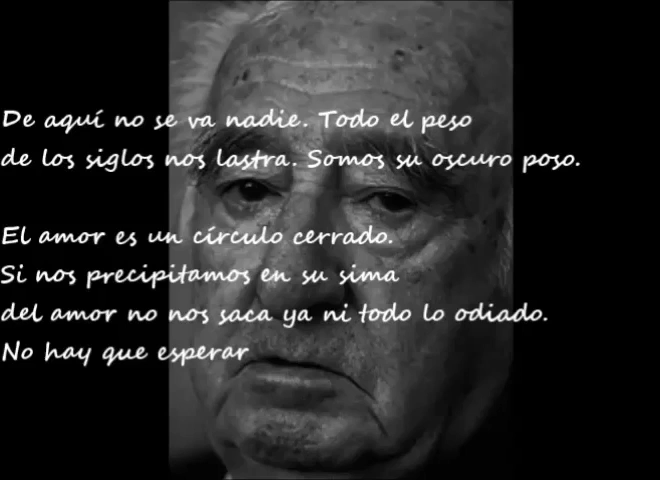 De aquí no se va nadie. Todo el peso
de los siglos nos lastra. Somos su oscuro poso.
El amor es un círculo cerrado.
Si nos precipitamos en su sima
del amor no nos saca ya ni todo lo odiado.
No hay que esperar